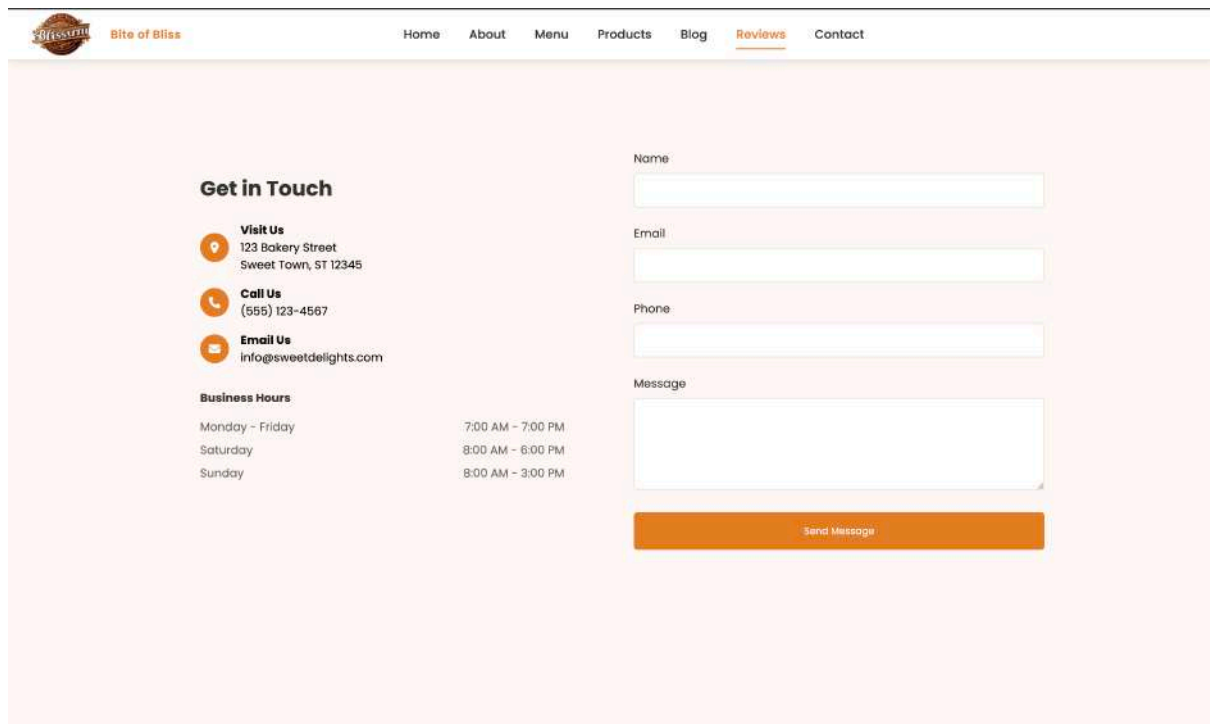 Bite of Bliss
Home About Menu Products Blog Reviews Contact
Get in Touch
Visit Us
123 Bakery Street
Sweet Town, ST 12345
Call Us
(555) 123-4567
Email Us
info@sweetdelights.com
Business Hours
Monday - Friday 7:00 AM - 7:00 PM
Saturday 8:00 AM - 6:00 PM
Sunday 8:00 AM - 3:00 PM
Name
Email
Phone
Message
Send Message